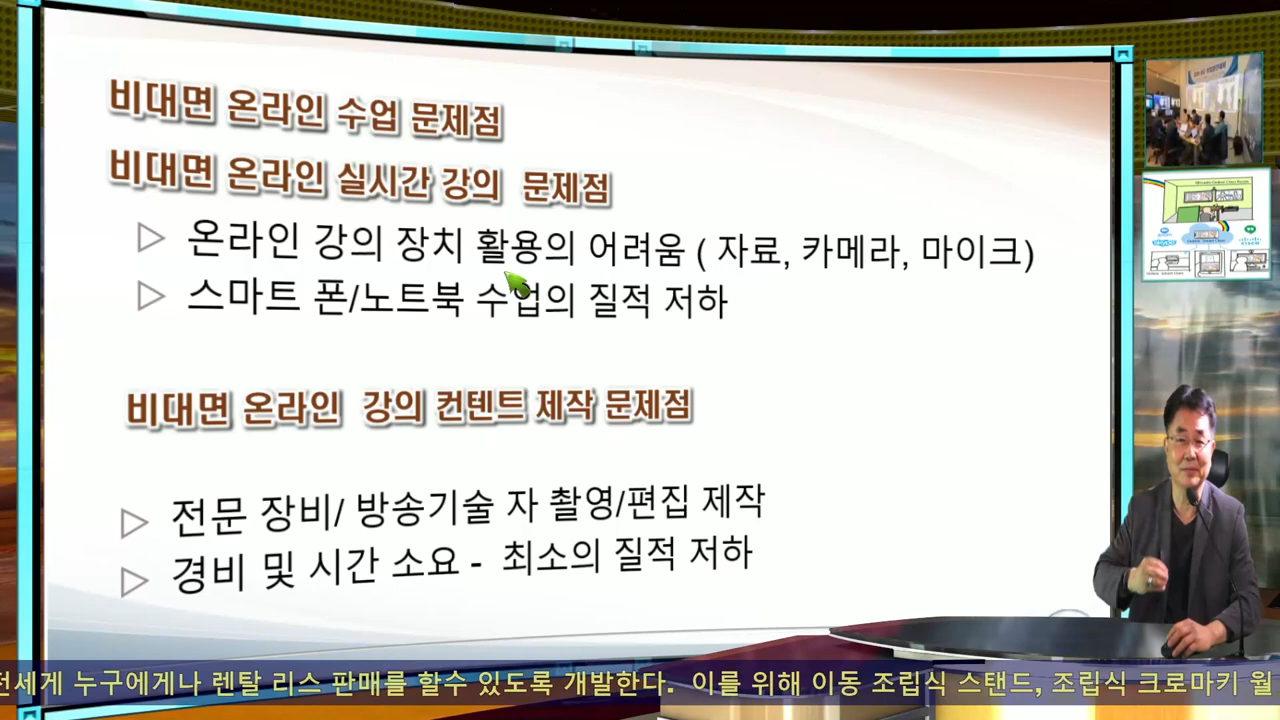 비대면 온라인 수업 문제점
비대면 온라인 실시간 강의 문제점
온라인 강의 장치 활용의 어려움 ( 자료, 카메라, 마이크)
스마트 폰/노트북 수업의 질적 저하
비대면 온라인 강의 컨텐트 제작 문제점
전문 장비/ 방송기술 자 촬영/편집 제작
경비 및 시간 소요 - 최소의 질적 저하
전세게 누구에게나 렌탈 리스 판매를 할수 있도록 개발한다. 이를 위해 이동 조립식 스탠드, 조립식 크로마키 월